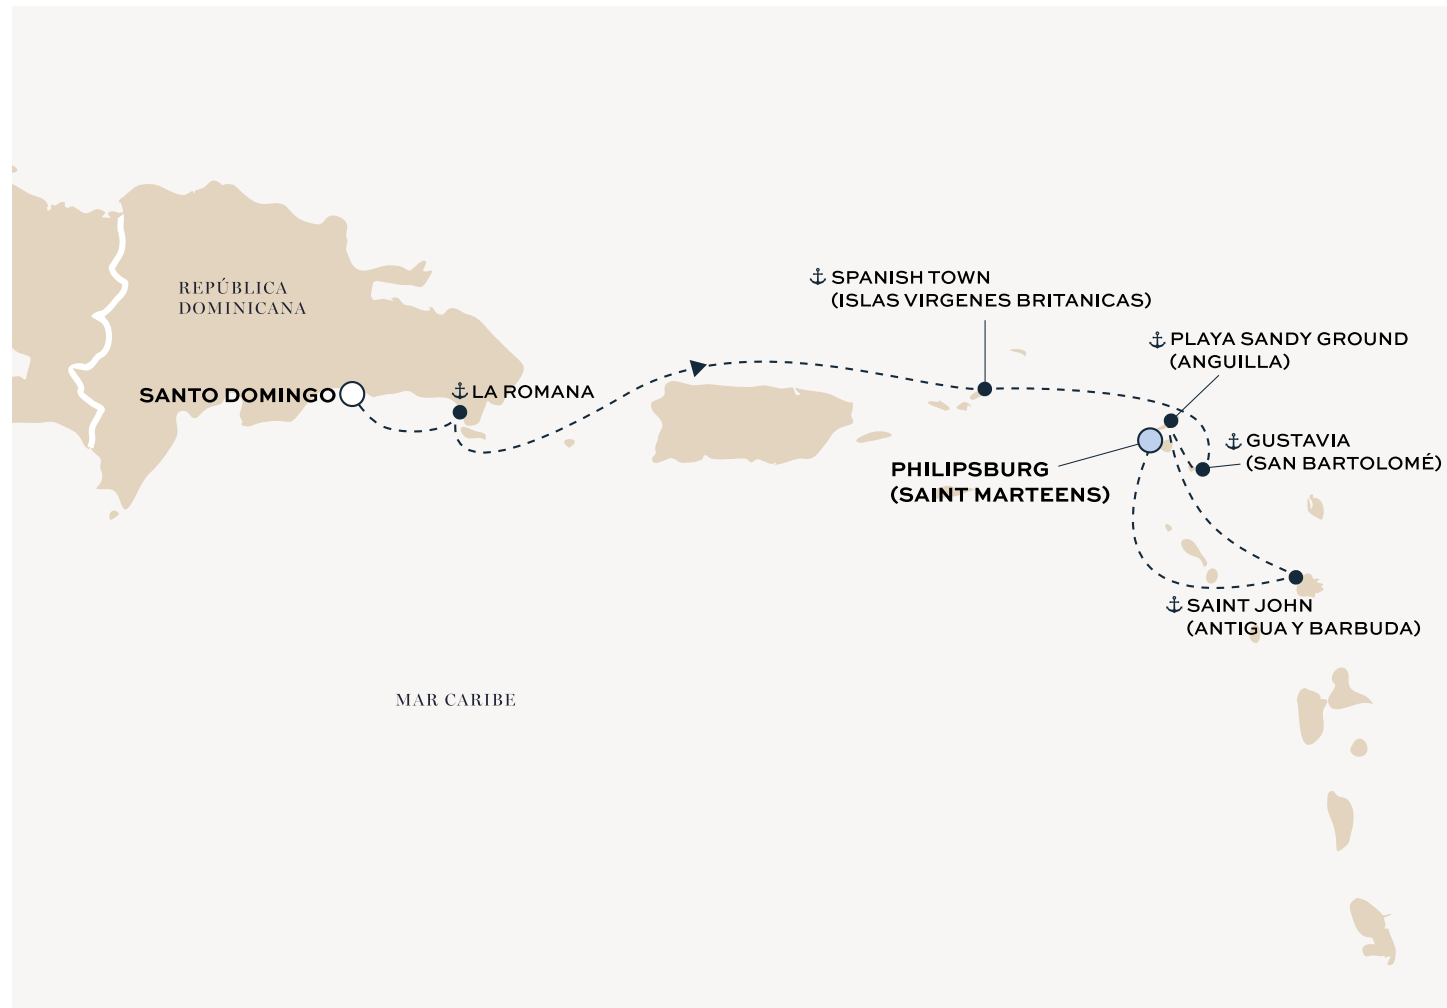 REPÚBLICA
DOMINICANA
SANTO DOMINGO
LA ROMANA
SPANISH TOWN
(ISLAS VIRGENES BRITANICAS)
PLAYA SANDY GROUND
(ANGUILLA)
GUSTAVIA
(SAN BARTOLOMÉ)
PHILIPSBURG
(SAINT MARTEENS)
SAINT JOHN
(ANTIGUA Y BARBUDA)
MAR CARIBE